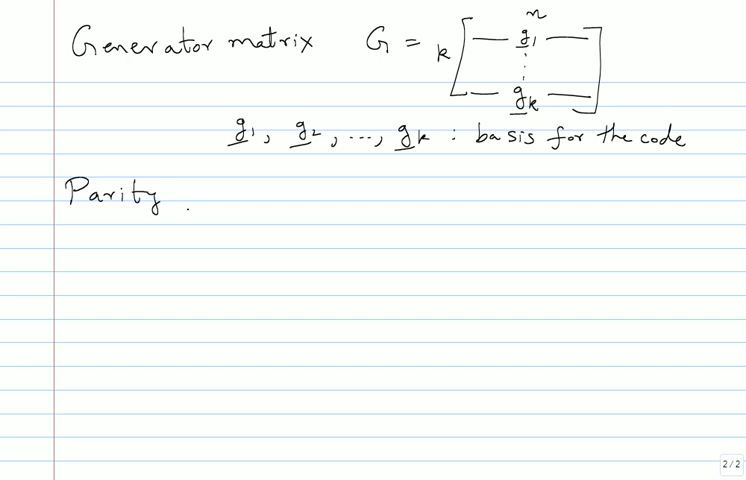 Generator matrix G = k [ — g1 — n
⋮
— gk — ]
g1, g2, ..., gk : basis for the code
Parity
2/2